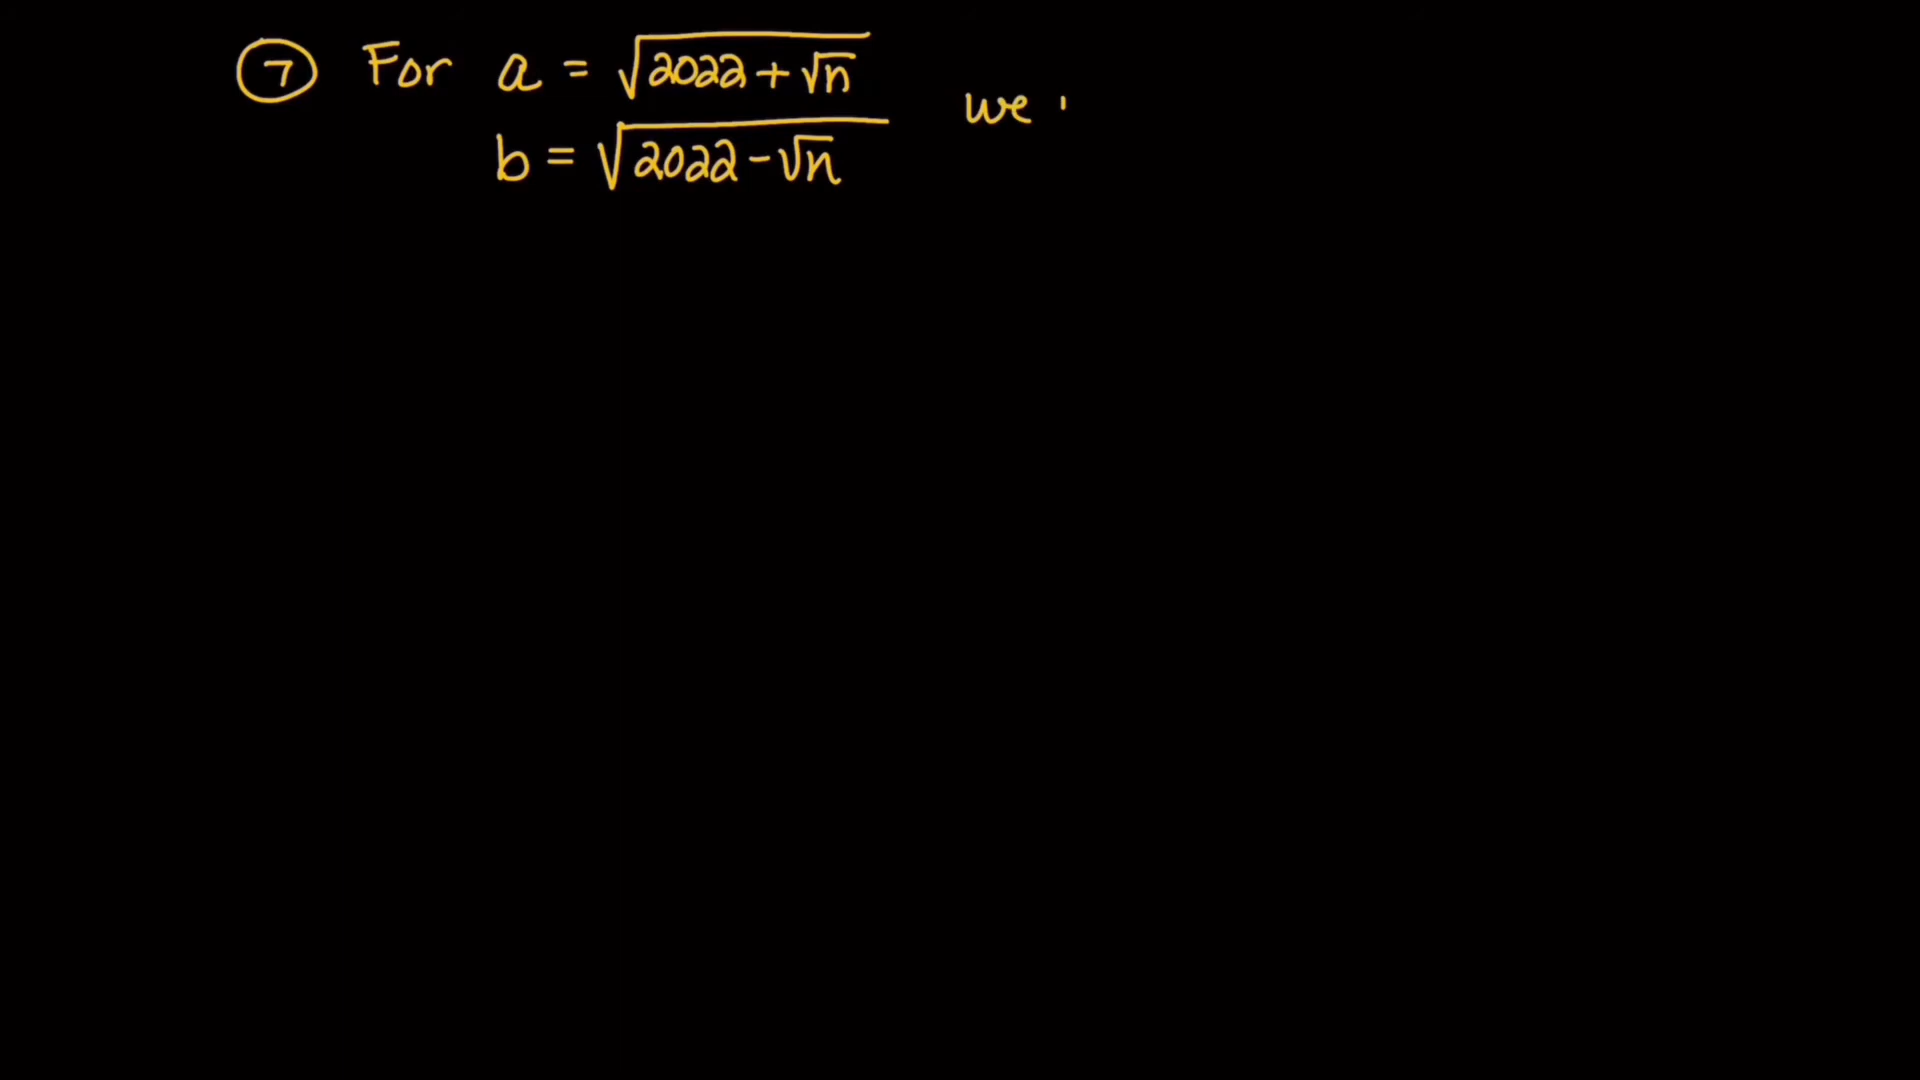 ⑦ For a = √(2022 + √n)
b = √(2022 - √n)
we